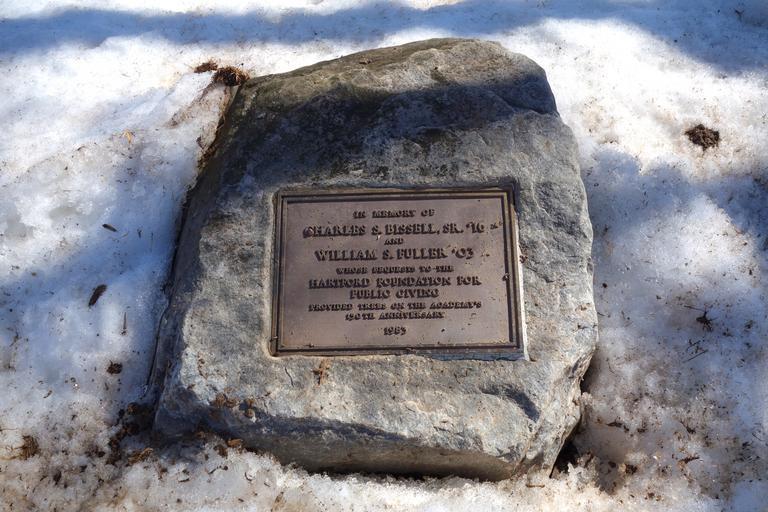 IN MEMORY OF
CHARLES S. BISSELL, SR. '10
AND
WILLIAM S. FULLER '03
WHOSE BEQUESTS TO THE
HARTFORD FOUNDATION FOR
PUBLIC GIVING
PROVIDED TREES ON THE ACADEMY'S
150TH ANNIVERSARY
1983